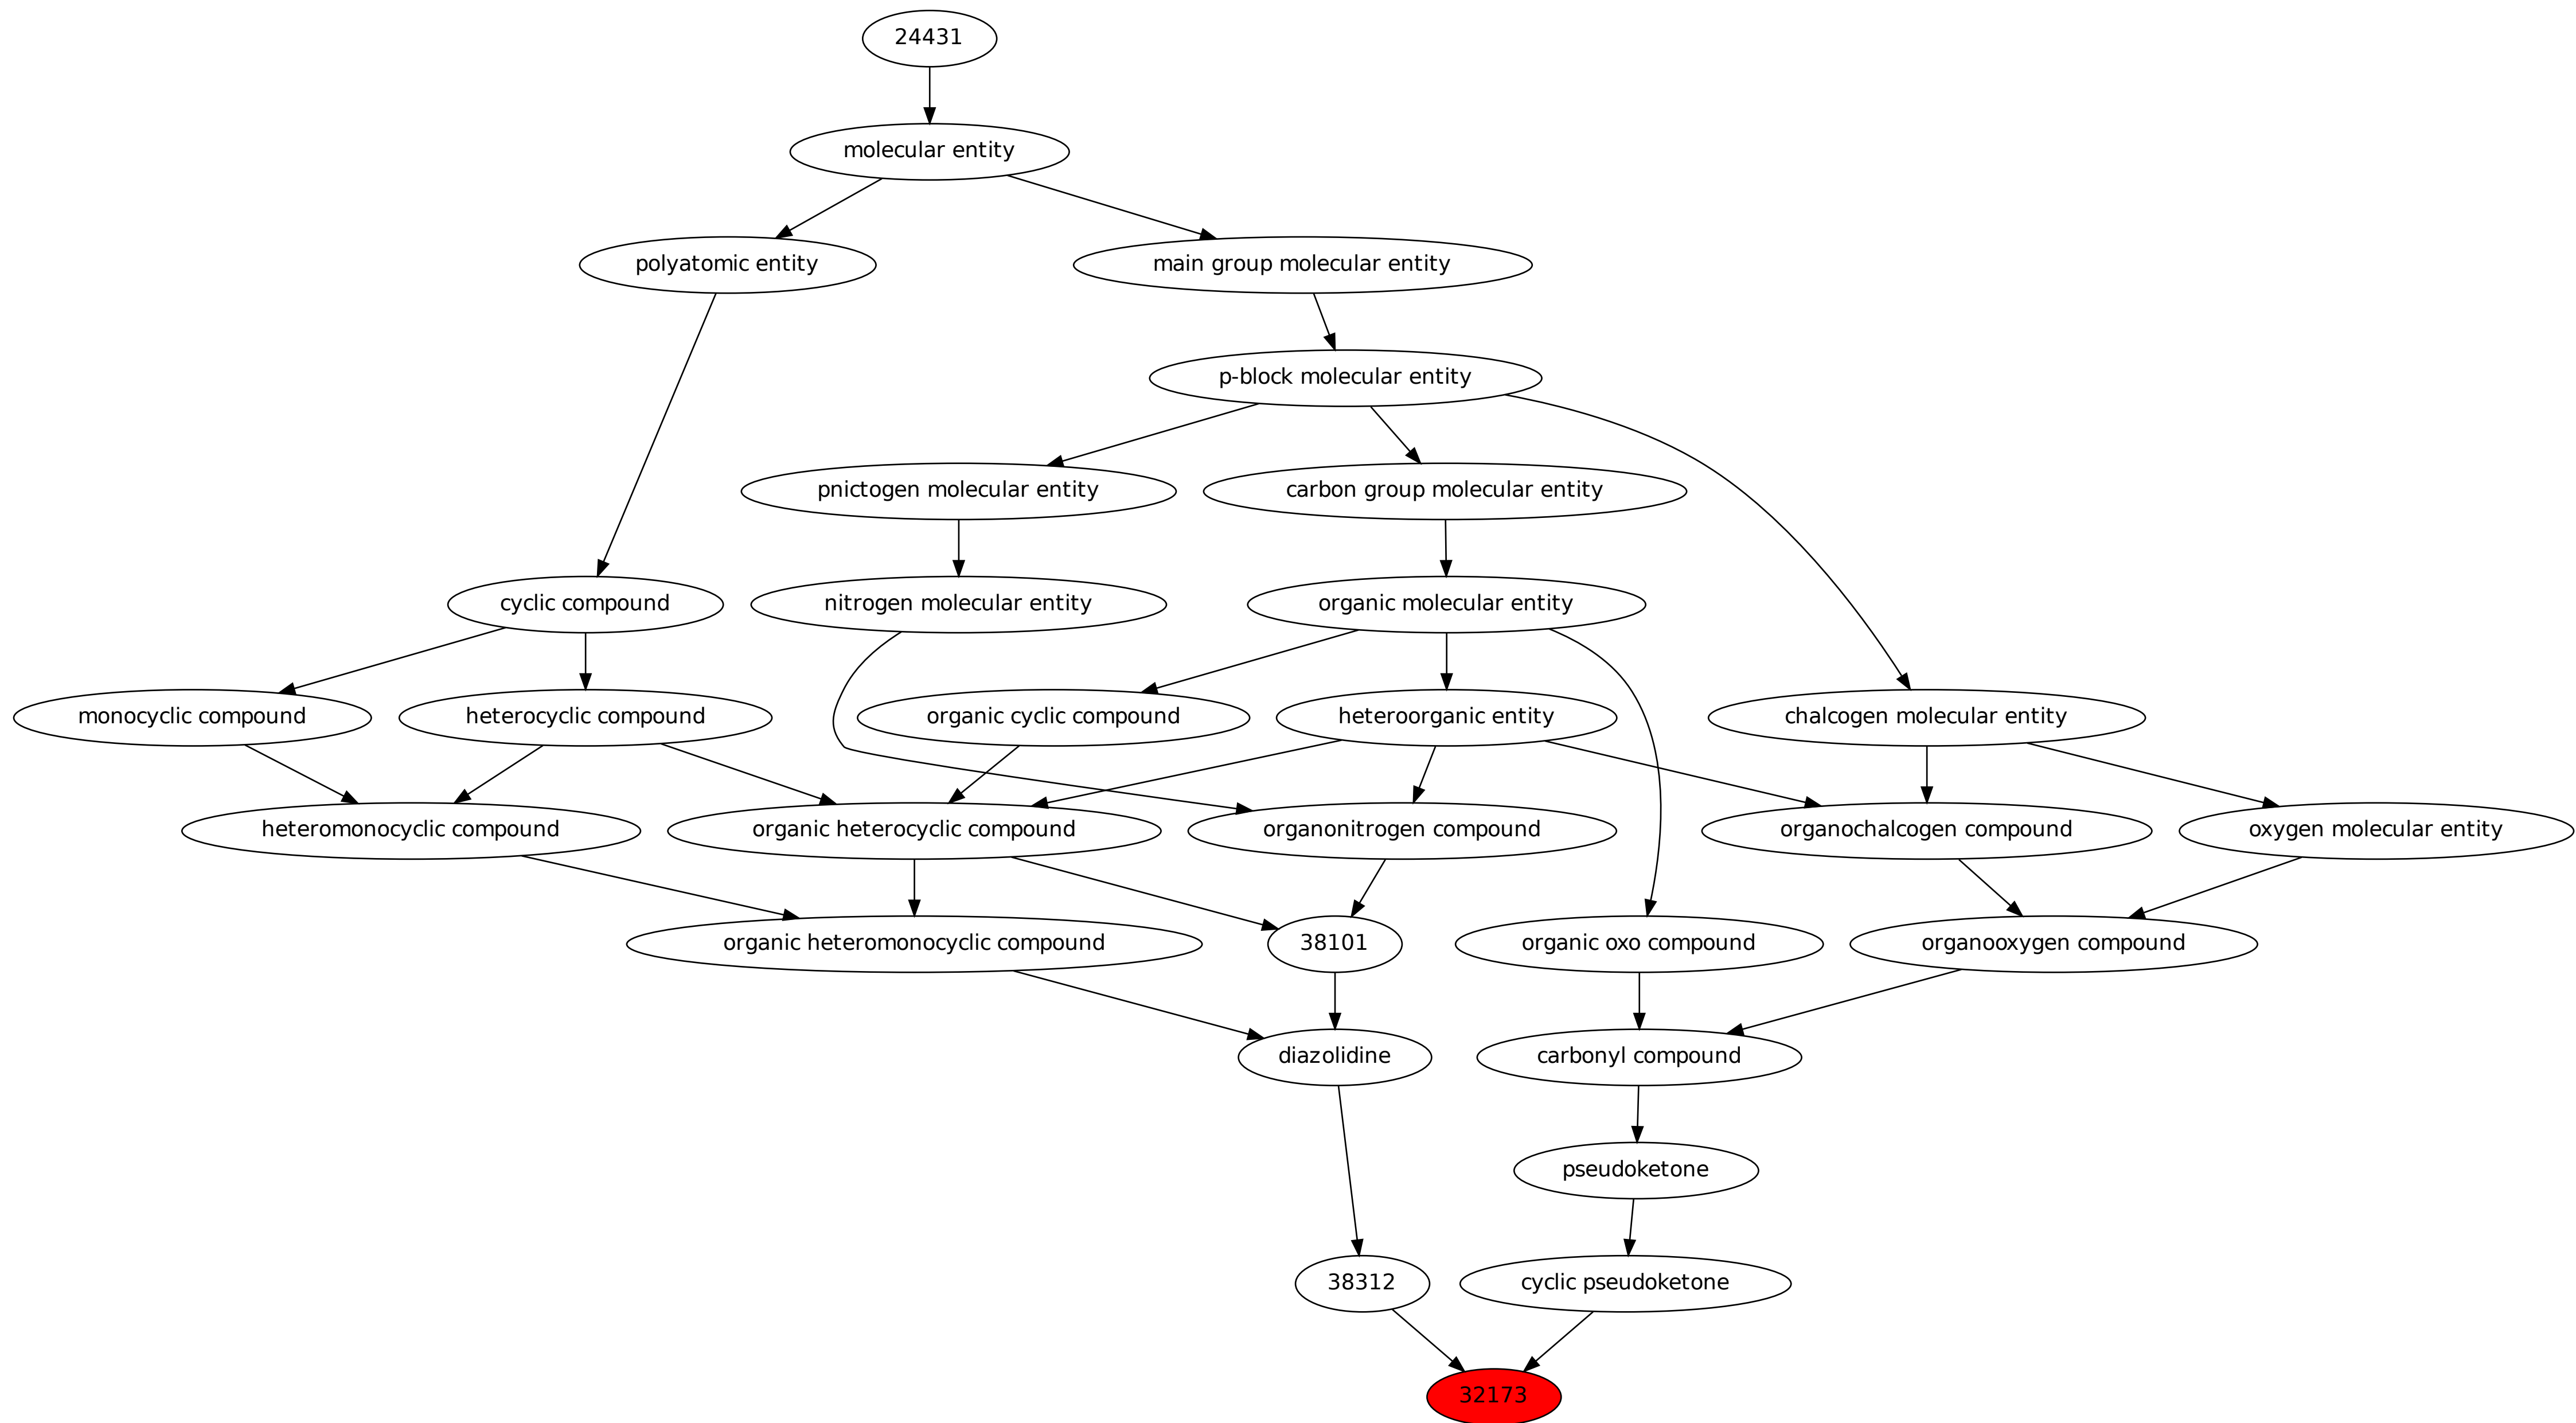 24431
molecular entity
polyatomic entity
main group molecular entity
p-block molecular entity
pnictogen molecular entity
carbon group molecular entity
cyclic compound
nitrogen molecular entity
organic molecular entity
monocyclic compound
heterocyclic compound
organic cyclic compound
heteroorganic entity
chalcogen molecular entity
heteromonocyclic compound
organic heterocyclic compound
organonitrogen compound
organochalcogen compound
oxygen molecular entity
organic heteromonocyclic compound
38101
organic oxo compound
organooxygen compound
diazolidine
carbonyl compound
pseudoketone
38312
cyclic pseudoketone
32173